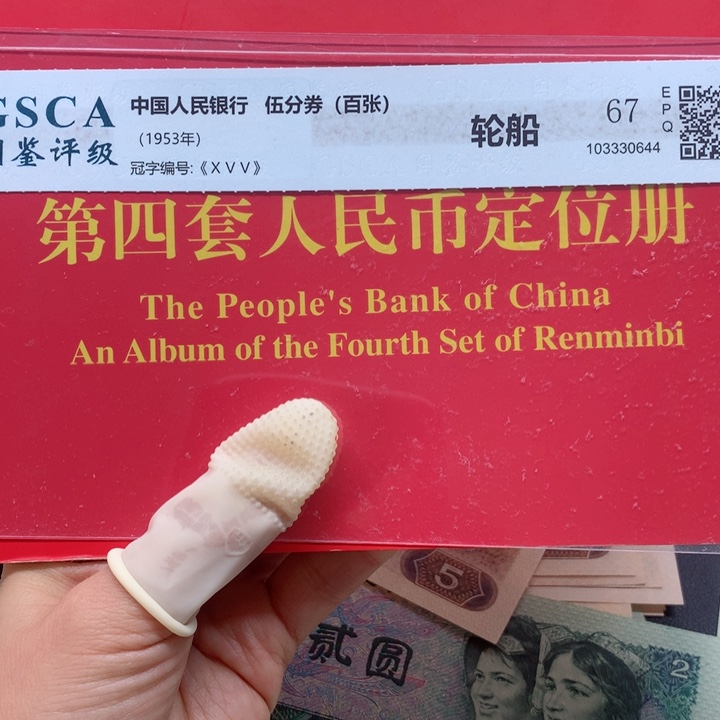 GSCA
国鉴评级
中国人民银行 伍分券（百张）
（1953年）
冠字编号:《ＸＶＶ》
轮船
67
EPQ
103330644
第四套人民币定位册
The People's Bank of China
An Album of the Fourth Set of Renminbi
5
贰圆
2